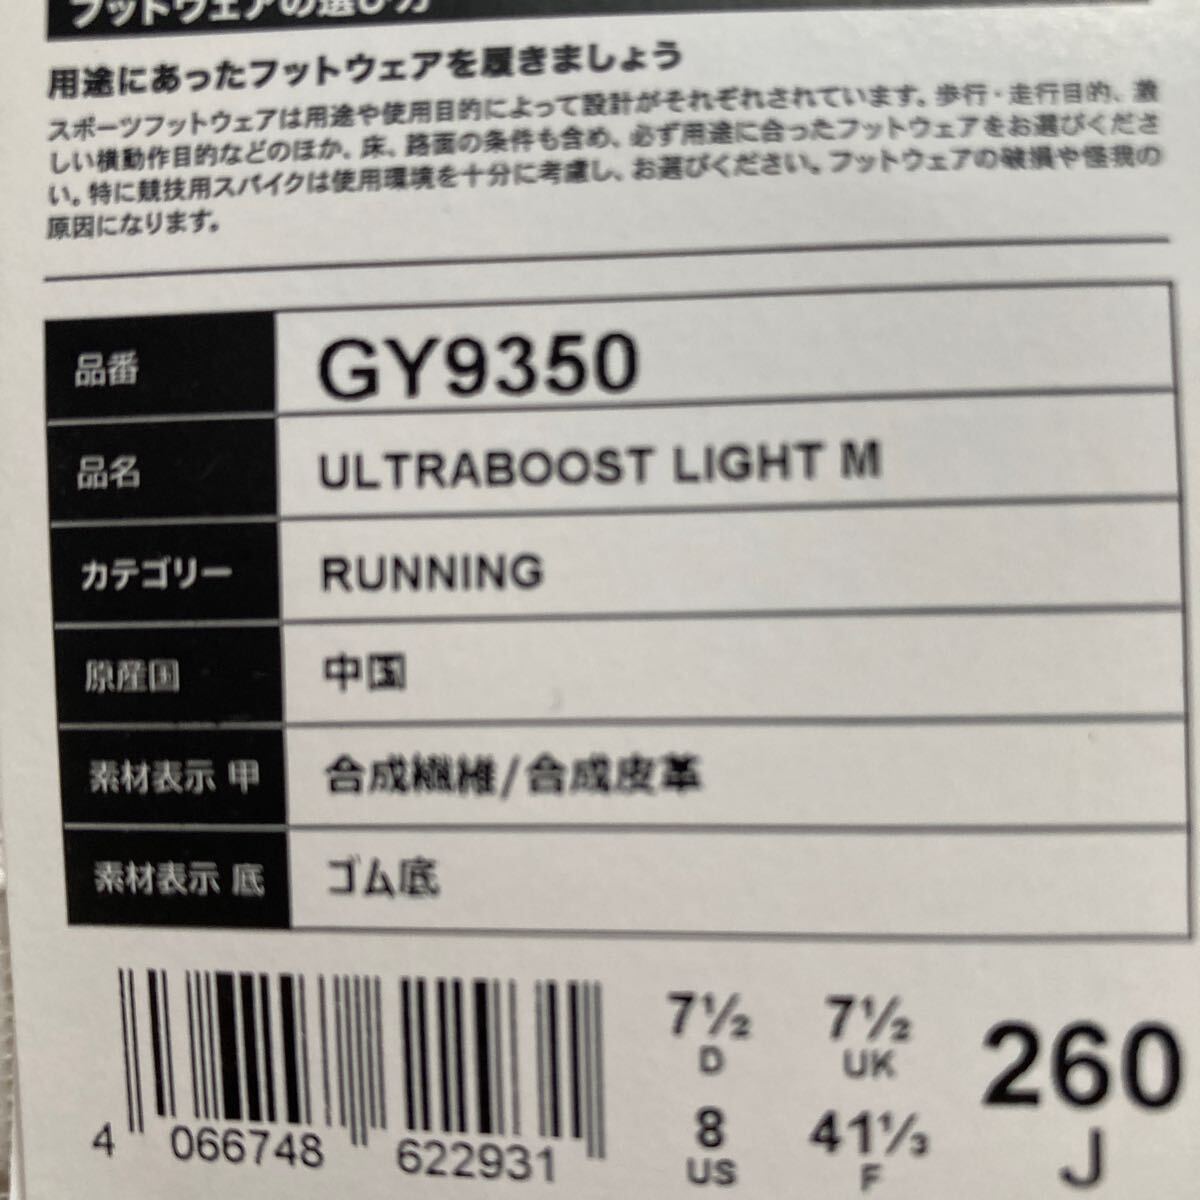 フットウェアの選び方
用途にあったフットウェアを履きましょう
スポーツフットウェアは用途や使用目的によって設計がそれぞれされています。歩行・走行目的、激
しい横動作目的などのほか、床、路面の条件も含め、必ず用途に合ったフットウェアをお選びくださ
い。特に競技用スパイクは使用環境を十分に考慮し、お選びください。フットウェアの破損や怪我の
原因になります。
品番 GY9350
品名 ULTRABOOST LIGHT M
カテゴリー RUNNING
原産国 中国
素材表示 甲 合成繊維/合成皮革
素材表示 底 ゴム底
7½ 7½ 260
D UK
8 41⅓ J
US F
4 066748 622931